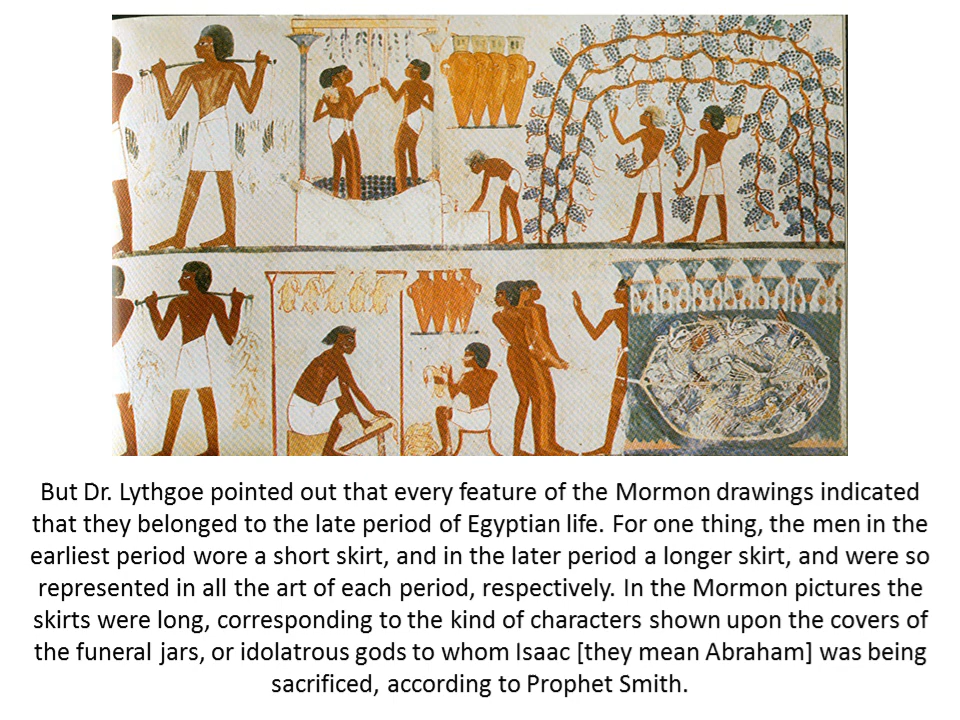 But Dr. Lythgoe pointed out that every feature of the Mormon drawings indicated
that they belonged to the late period of Egyptian life. For one thing, the men in the
earliest period wore a short skirt, and in the later period a longer skirt, and were so
represented in all the art of each period, respectively. In the Mormon pictures the
skirts were long, corresponding to the kind of characters shown upon the covers of
the funeral jars, or idolatrous gods to whom Isaac [they mean Abraham] was being
sacrificed, according to Prophet Smith.